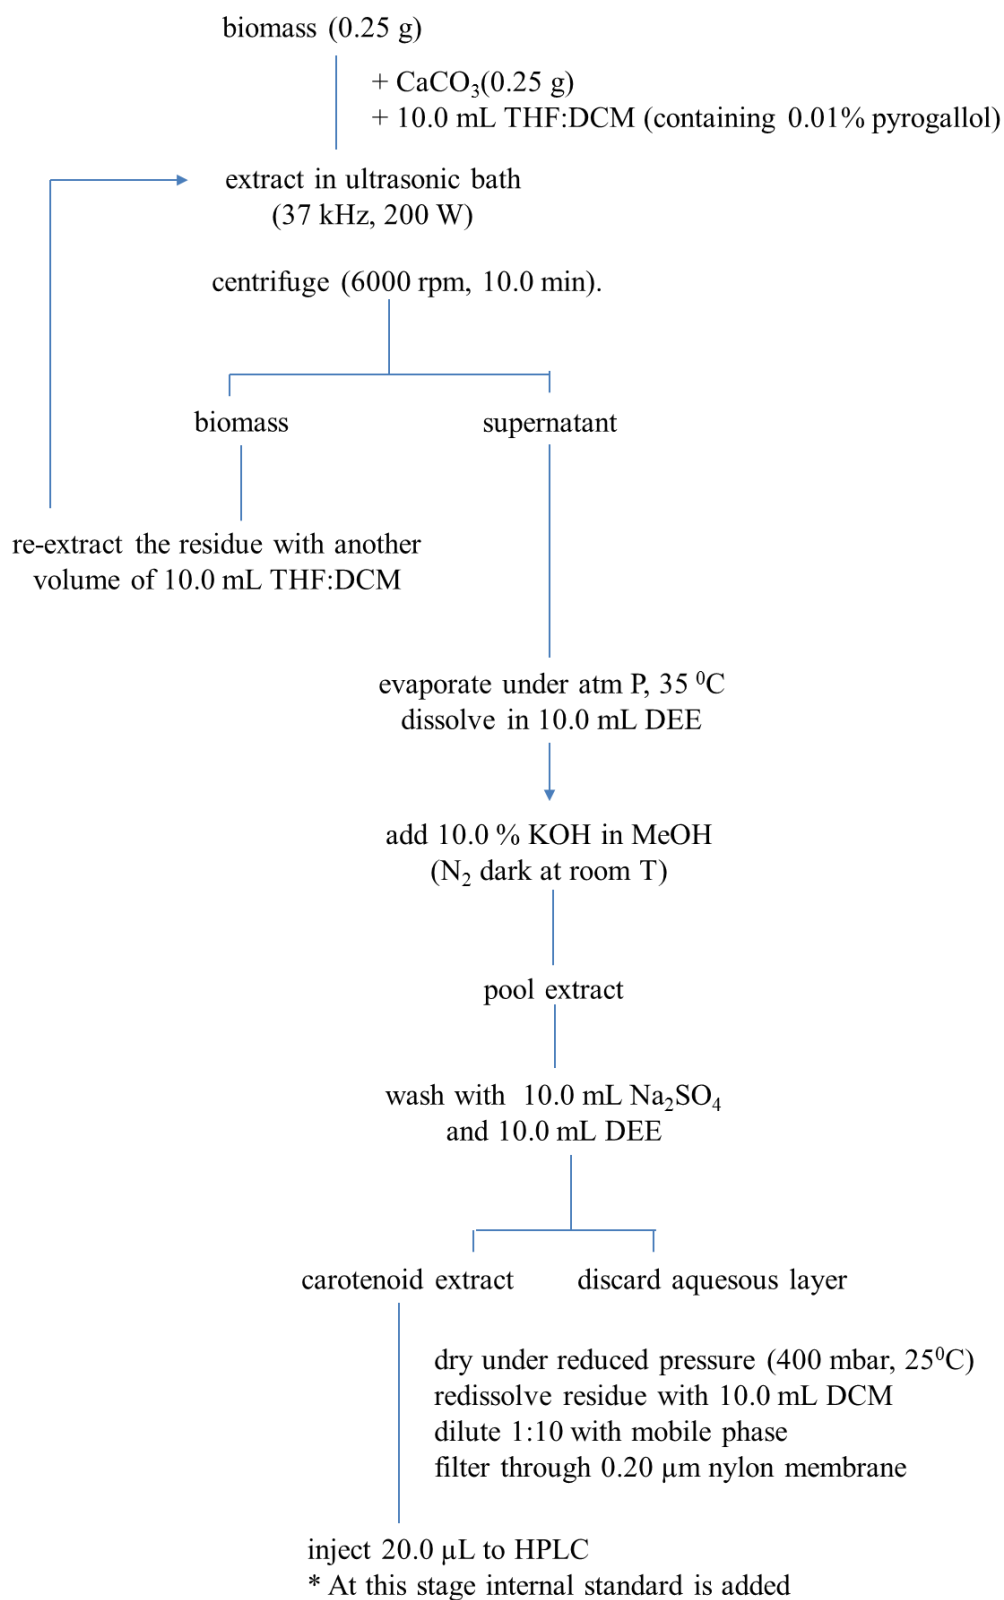 biomass (0.25 g)
+ CaCO₃(0.25 g)
+ 10.0 mL THF:DCM (containing 0.01% pyrogallol)
extract in ultrasonic bath
(37 kHz, 200 W)
centrifuge (6000 rpm, 10.0 min).
biomass
supernatant
re-extract the residue with another
volume of 10.0 mL THF:DCM
evaporate under atm P, 35 ⁰C
dissolve in 10.0 mL DEE
add 10.0 % KOH in MeOH
(N₂ dark at room T)
pool extract
wash with 10.0 mL Na₂SO₄
and 10.0 mL DEE
carotenoid extract
discard aquesous layer
dry under reduced pressure (400 mbar, 25⁰C)
redissolve residue with 10.0 mL DCM
dilute 1:10 with mobile phase
filter through 0.20 µm nylon membrane
inject 20.0 µL to HPLC
* At this stage internal standard is added